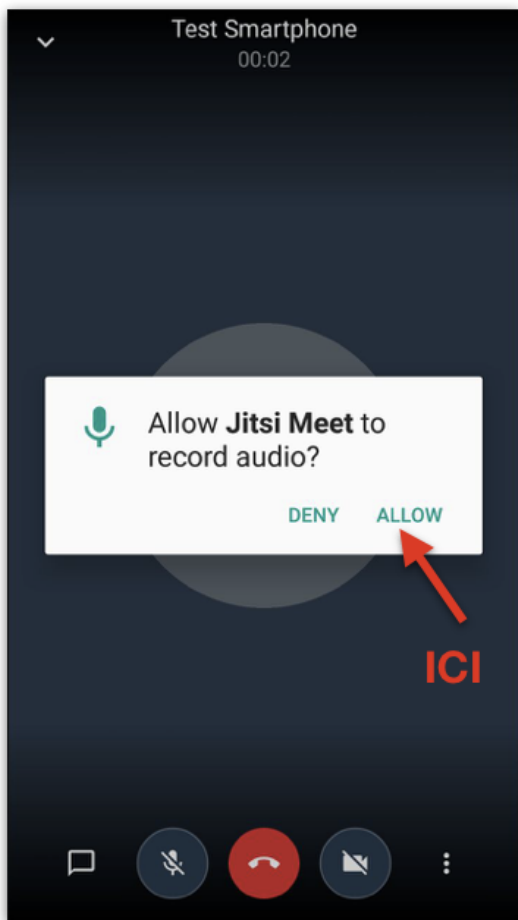 Test Smartphone
00:02
Allow Jitsi Meet to
record audio?
DENY ALLOW
ICI